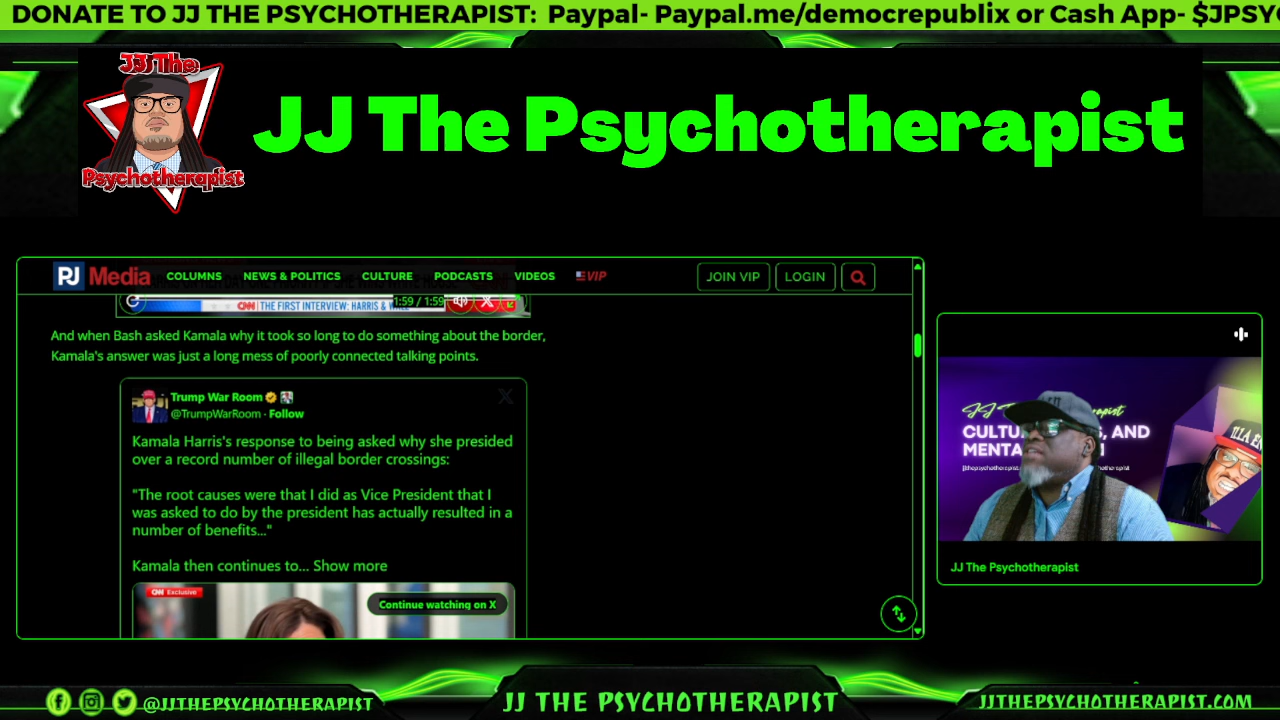 DONATE TO JJ THE PSYCHOTHERAPIST: Paypal- Paypal.me/democrepublix or Cash App- $JPSYC
JJ The
Psychotherapist
JJ The Psychotherapist
PJ Media COLUMNS NEWS & POLITICS CULTURE PODCASTS VIDEOS VIP JOIN VIP LOGIN
CNN THE FIRST INTERVIEW: HARRIS & 1:59 / 1:59
And when Bash asked Kamala why it took so long to do something about the border,
Kamala's answer was just a long mess of poorly connected talking points.
Trump War Room
@TrumpWarRoom · Follow
Kamala Harris's response to being asked why she presided
over a record number of illegal border crossings:
"The root causes were that I did as Vice President that I
was asked to do by the president has actually resulted in a
number of benefits..."
Kamala then continues to... Show more
CNN Exclusive
Continue watching on X
CULTU S, AND
MENTA N
JJ The Psychotherapist
@JJTHEPSYCHOTHERAPIST
JJ THE PSYCHOTHERAPIST
JJTHEPSYCHOTHERAPIST.COM